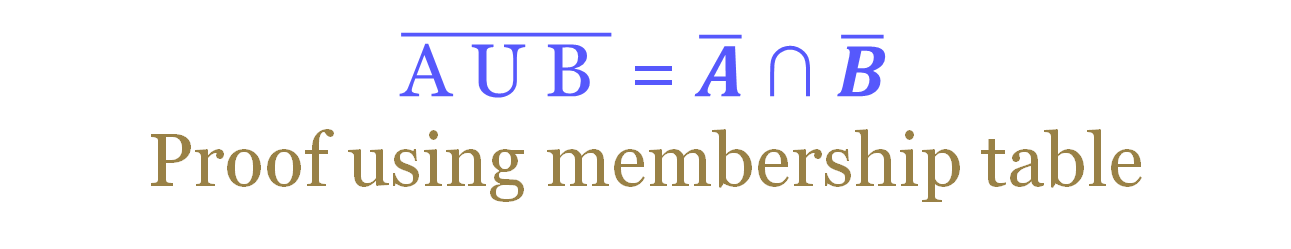 A̅ ̅U̅ ̅B̅ = A̅ ∩ B̅
Proof using membership table